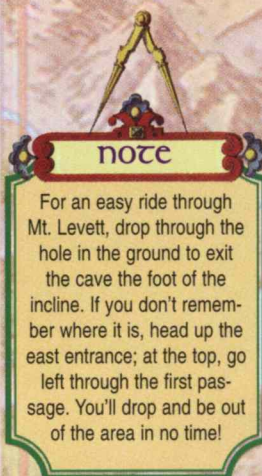 NOTE
For an easy ride through
Mt. Levett, drop through the
hole in the ground to exit
the cave the foot of the
incline. If you don't remem-
ber where it is, head up the
east entrance; at the top, go
left through the first pas-
sage. You'll drop and be out
of the area in no time!